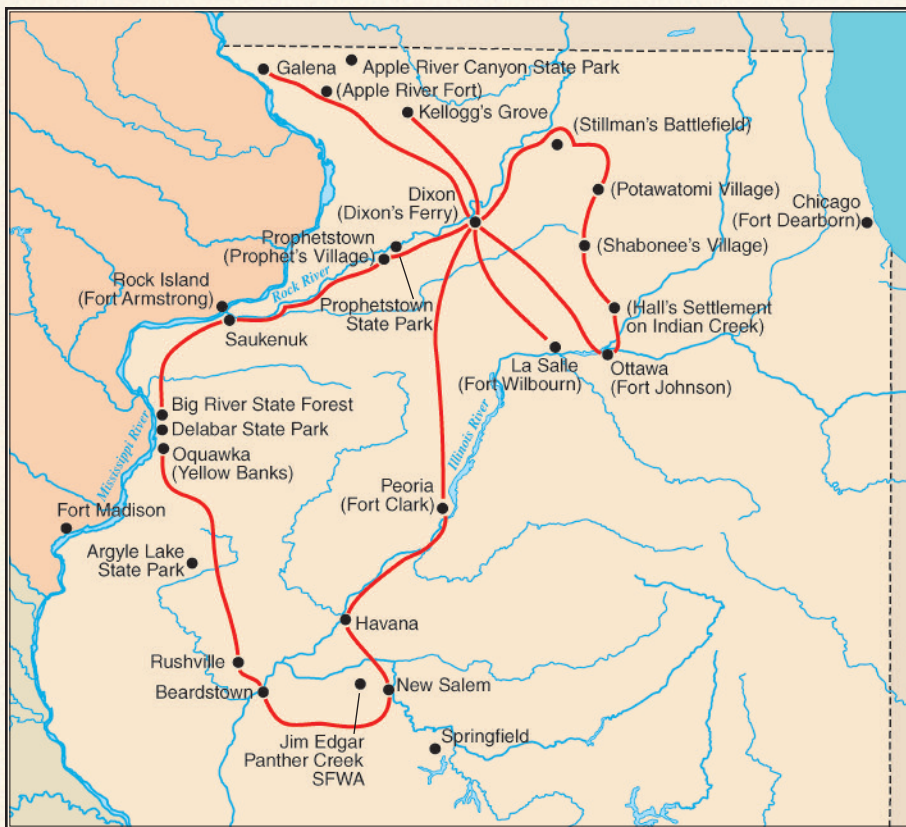 Galena
Apple River Canyon State Park
(Apple River Fort)
Kellogg's Grove
(Stillman's Battlefield)
Dixon
(Dixon's Ferry)
(Potawatomi Village)
Chicago
(Fort Dearborn)
Prophetstown
(Prophet's Village)
(Shabonee's Village)
Rock River
Rock Island
(Fort Armstrong)
Prophetstown
State Park
(Hall's Settlement
on Indian Creek)
Saukenuk
La Salle
(Fort Wilbourn)
Ottawa
(Fort Johnson)
Big River State Forest
Delabar State Park
Oquawka
(Yellow Banks)
Mississippi River
Illinois River
Peoria
(Fort Clark)
Fort Madison
Argyle Lake
State Park
Havana
Rushville
Beardstown
New Salem
Jim Edgar
Panther Creek
SFWA
Springfield